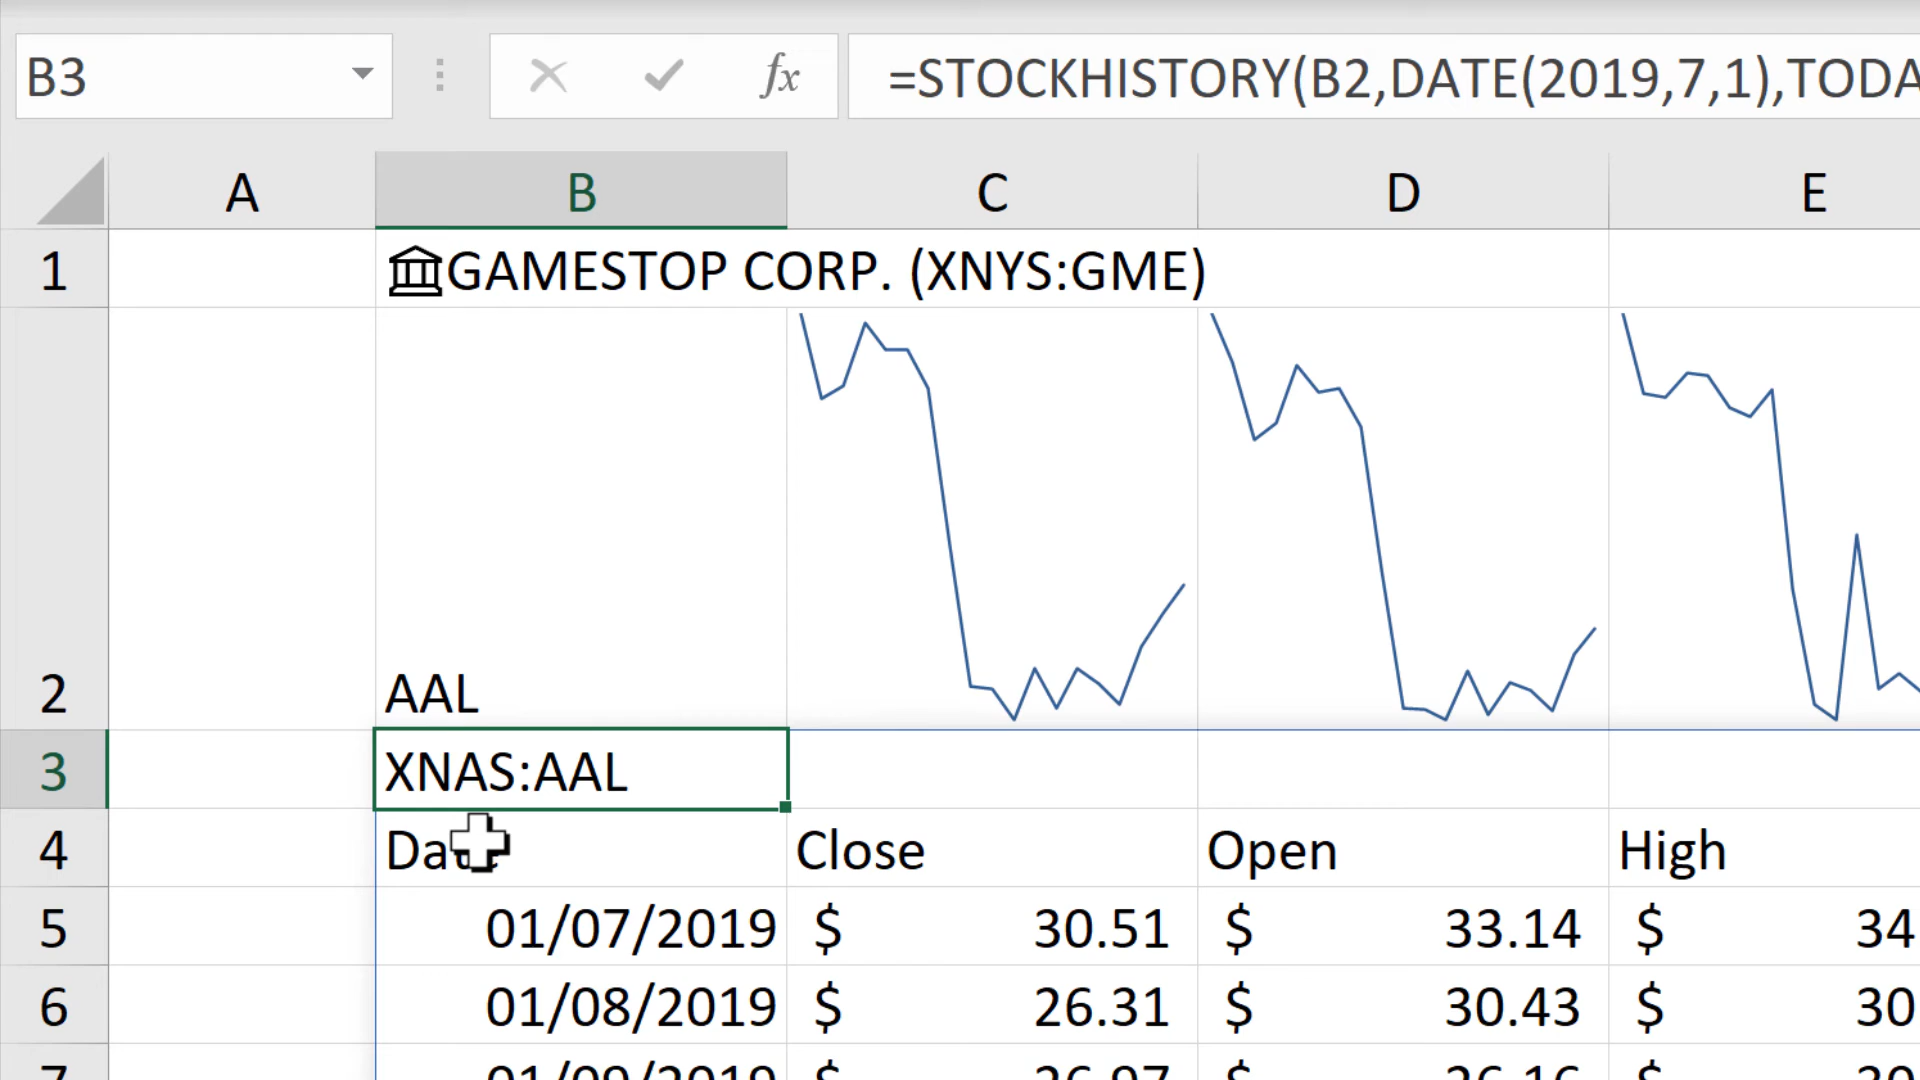 B3 fx =STOCKHISTORY(B2,DATE(2019,7,1),TODA
A B C D E
1 GAMESTOP CORP. (XNYS:GME)
2 AAL
3 XNAS:AAL
4 Date Close Open High
5 01/07/2019 $ 30.51 $ 33.14 $ 34
6 01/08/2019 $ 26.31 $ 30.43 $ 30